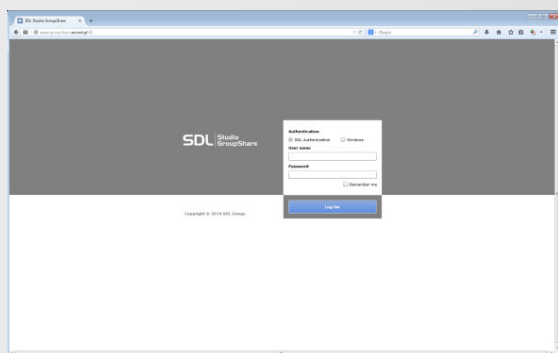 SDL Studio GroupShare
Google
SDL Studio
GroupShare
Authentication
SDL Authentication
Windows
User name
Password
Remember me
Log On
Copyright © 2014 SDL Group.